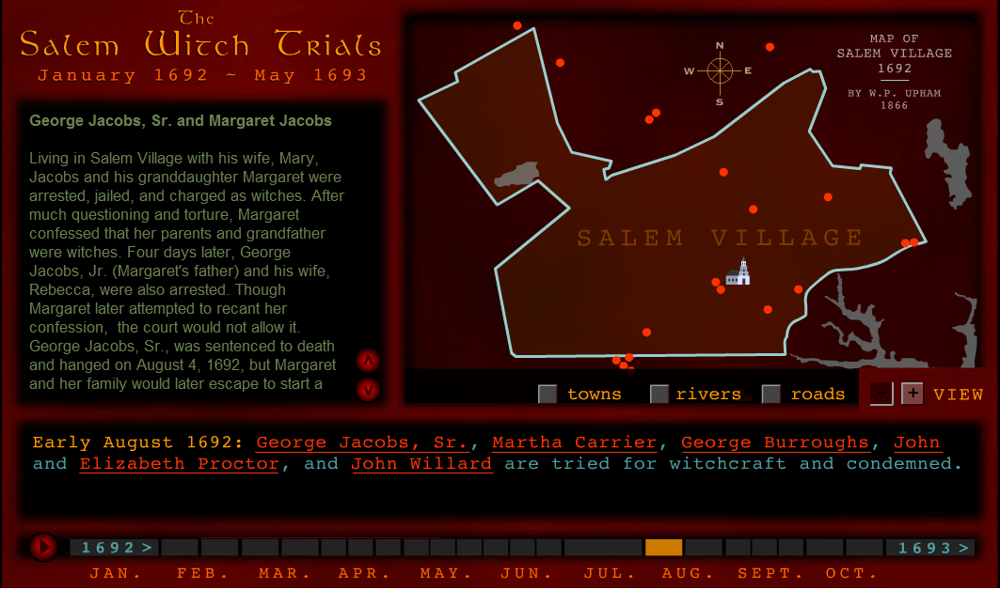 The
Salem Witch Trials
January 1692 ~ May 1693
George Jacobs, Sr. and Margaret Jacobs
Living in Salem Village with his wife, Mary,
Jacobs and his granddaughter Margaret were
arrested, jailed, and charged as witches. After
much questioning and torture, Margaret
confessed that her parents and grandfather
were witches. Four days later, George
Jacobs, Jr. (Margaret's father) and his wife,
Rebecca, were also arrested. Though
Margaret later attempted to recant her
confession,  the court would not allow it.
George Jacobs, Sr., was sentenced to death
and hanged on August 4, 1692, but Margaret
and her family would later escape to start a
N
W E
S
MAP OF
SALEM VILLAGE
1692
BY W.P. UPHAM
1866
SALEM VILLAGE
towns rivers roads - + VIEW
Early August 1692: George Jacobs, Sr., Martha Carrier, George Burroughs, John
and Elizabeth Proctor, and John Willard are tried for witchcraft and condemned.
1692 > 1693 >
JAN. FEB. MAR. APR. MAY. JUN. JUL. AUG. SEPT. OCT.